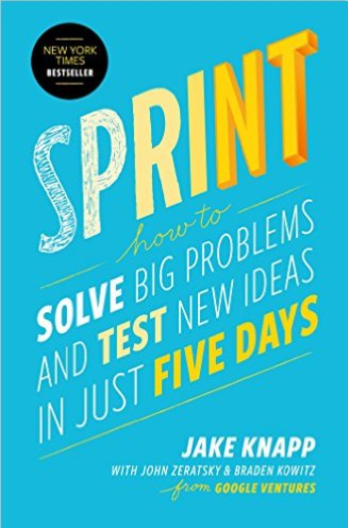 NEW YORK
TIMES
BESTSELLER
SPRINT
how to
SOLVE BIG PROBLEMS
AND TEST NEW IDEAS
IN JUST FIVE DAYS
JAKE KNAPP
WITH JOHN ZERATSKY & BRADEN KOWITZ
from GOOGLE VENTURES